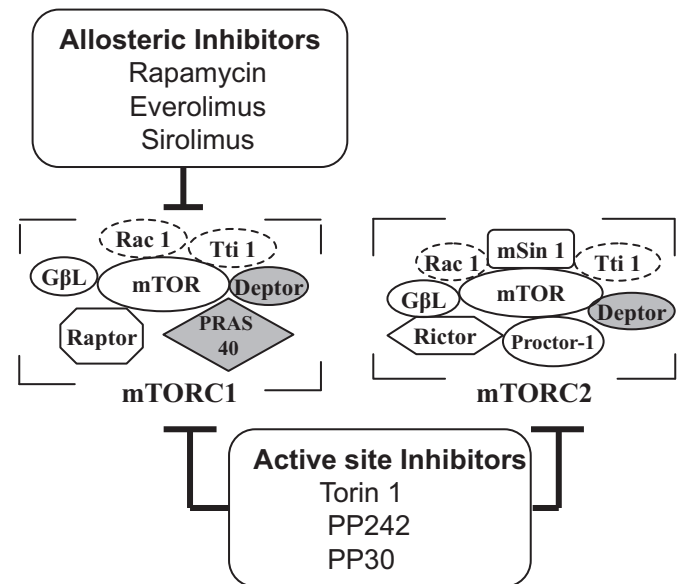 Allosteric Inhibitors
Rapamycin
Everolimus
Sirolimus
Rac 1
Tti 1
GβL
mTOR
Deptor
Raptor
PRAS
40
mTORC1
mSin 1
Rac 1
Tti 1
GβL
mTOR
Deptor
Rictor
Proctor-1
mTORC2
Active site Inhibitors
Torin 1
PP242
PP30